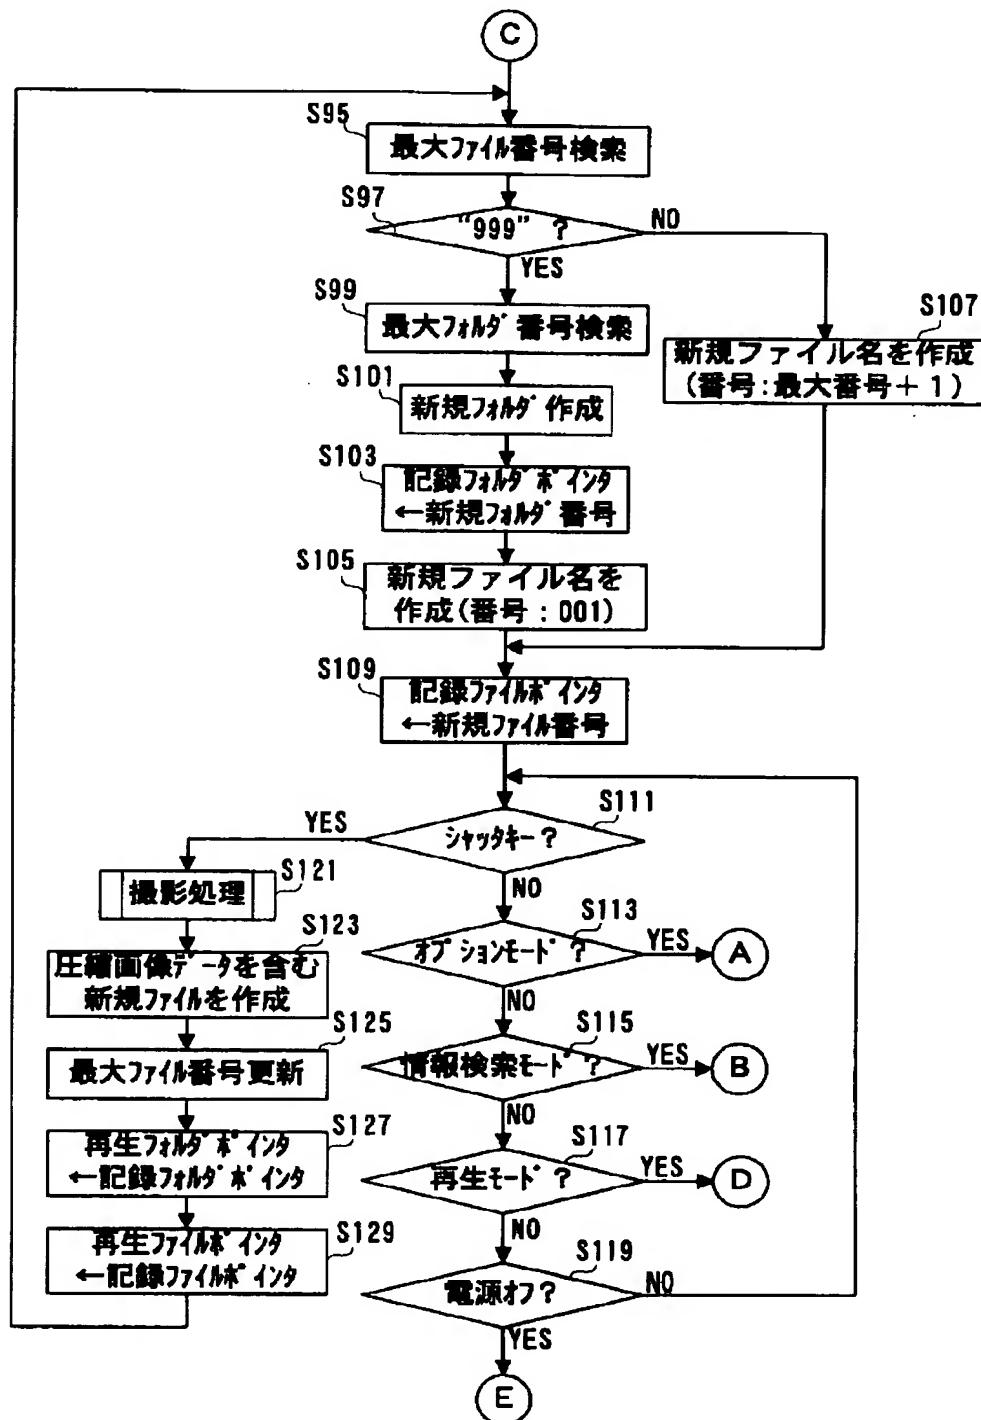 C
S95
最大ファイル番号検索
S97
“999” ?
NO
YES
S99
最大フォルダ番号検索
S107
新規ファイル名を作成
(番号:最大番号+1)
S101
新規フォルダ作成
S103
記録フォルダポインタ
←新規フォルダ番号
S105
新規ファイル名を
作成(番号:001)
S109
記録ファイルポインタ
←新規ファイル番号
S111
YES
シャッタキー?
NO
S121
撮影処理
S113
オプションモード?
YES
A
NO
S123
圧縮画像データを含む
新規ファイルを作成
S115
情報検索モード?
YES
B
NO
S125
最大ファイル番号更新
S117
再生モード?
YES
D
NO
S127
再生フォルダポインタ
←記録フォルダポインタ
S119
電源オフ?
NO
YES
S129
再生ファイルポインタ
←記録ファイルポインタ
E